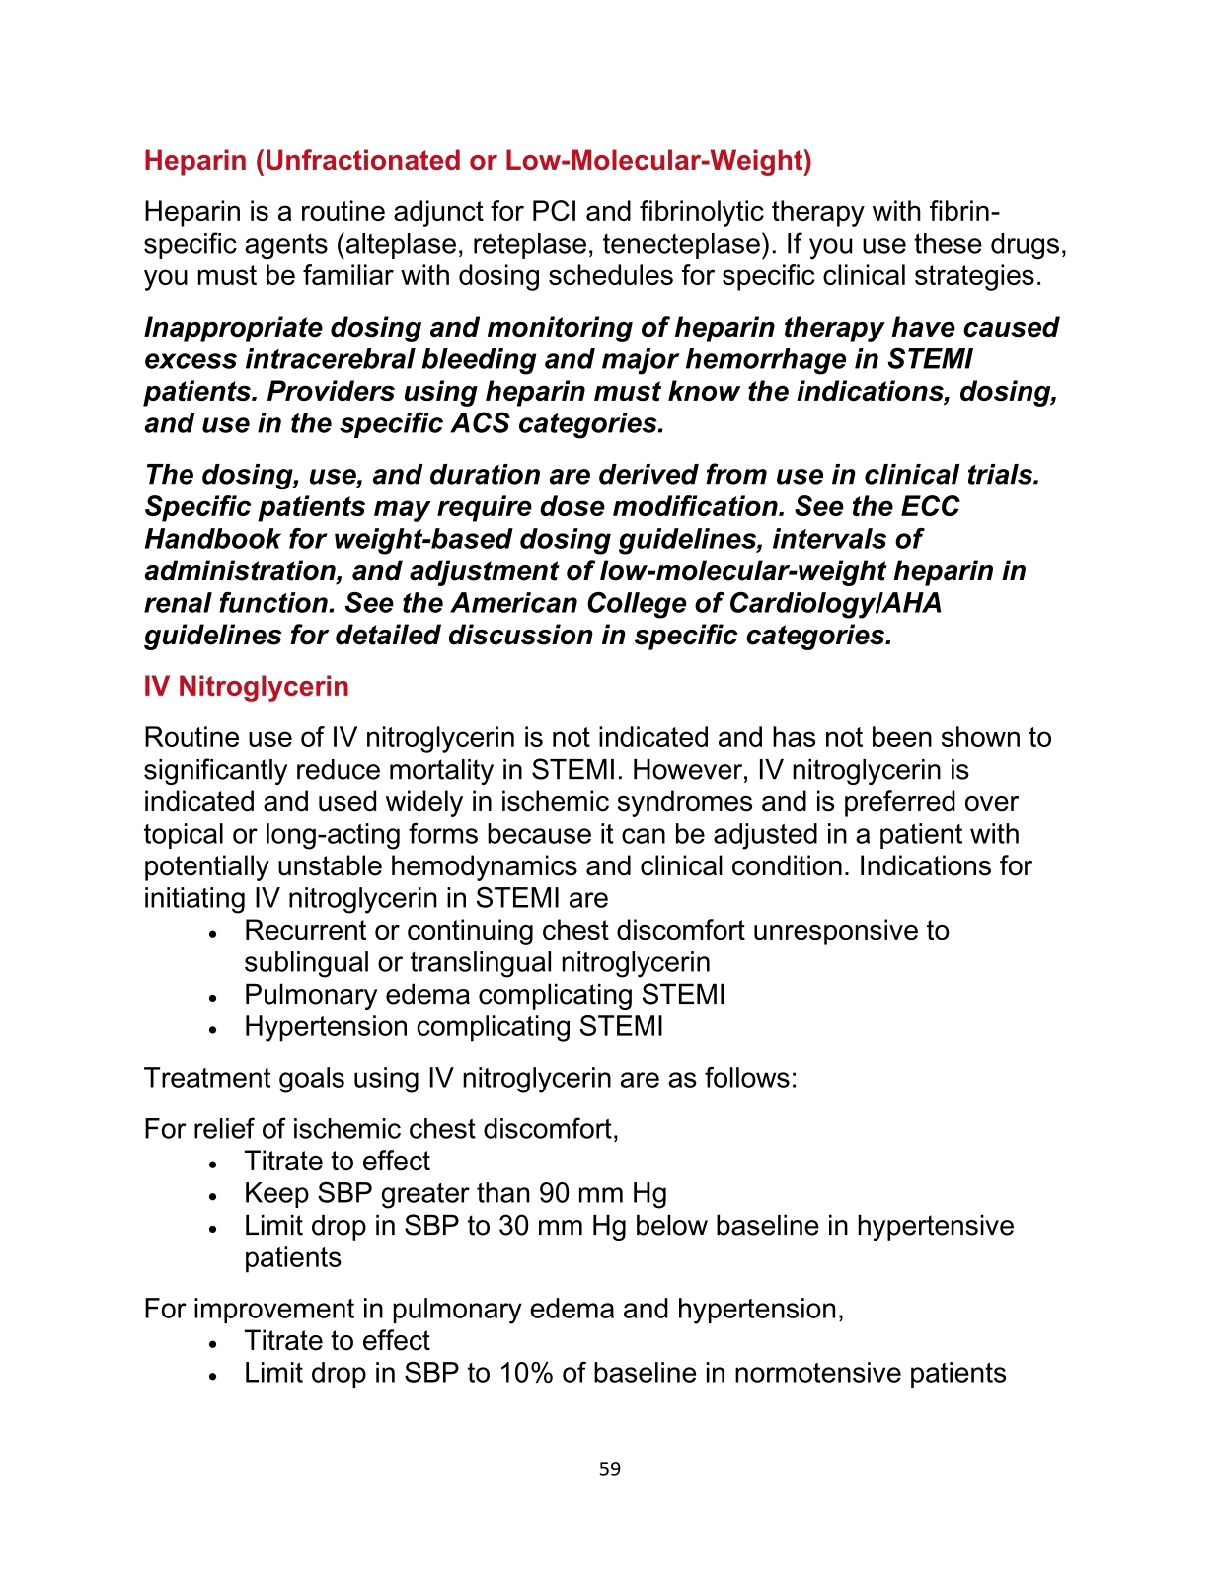 Heparin (Unfractionated or Low-Molecular-Weight)
Heparin is a routine adjunct for PCI and fibrinolytic therapy with fibrin-
specific agents (alteplase, reteplase, tenecteplase). If you use these drugs,
you must be familiar with dosing schedules for specific clinical strategies.
Inappropriate dosing and monitoring of heparin therapy have caused
excess intracerebral bleeding and major hemorrhage in STEMI
patients. Providers using heparin must know the indications, dosing,
and use in the specific ACS categories.
The dosing, use, and duration are derived from use in clinical trials.
Specific patients may require dose modification. See the ECC
Handbook for weight-based dosing guidelines, intervals of
administration, and adjustment of low-molecular-weight heparin in
renal function. See the American College of Cardiology/AHA
guidelines for detailed discussion in specific categories.
IV Nitroglycerin
Routine use of IV nitroglycerin is not indicated and has not been shown to
significantly reduce mortality in STEMI. However, IV nitroglycerin is
indicated and used widely in ischemic syndromes and is preferred over
topical or long-acting forms because it can be adjusted in a patient with
potentially unstable hemodynamics and clinical condition. Indications for
initiating IV nitroglycerin in STEMI are
• Recurrent or continuing chest discomfort unresponsive to
sublingual or translingual nitroglycerin
• Pulmonary edema complicating STEMI
• Hypertension complicating STEMI
Treatment goals using IV nitroglycerin are as follows:
For relief of ischemic chest discomfort,
• Titrate to effect
• Keep SBP greater than 90 mm Hg
• Limit drop in SBP to 30 mm Hg below baseline in hypertensive
patients
For improvement in pulmonary edema and hypertension,
• Titrate to effect
• Limit drop in SBP to 10% of baseline in normotensive patients
59